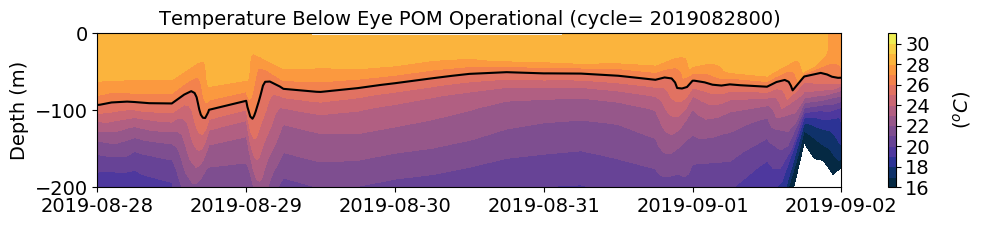 Temperature Below Eye POM Operational (cycle= 2019082800)
Depth (m)
0
−100
−200
2019-08-28 2019-08-29 2019-08-30 2019-08-31 2019-09-01 2019-09-02
30
28
26
24
22
20
18
16
(°C)